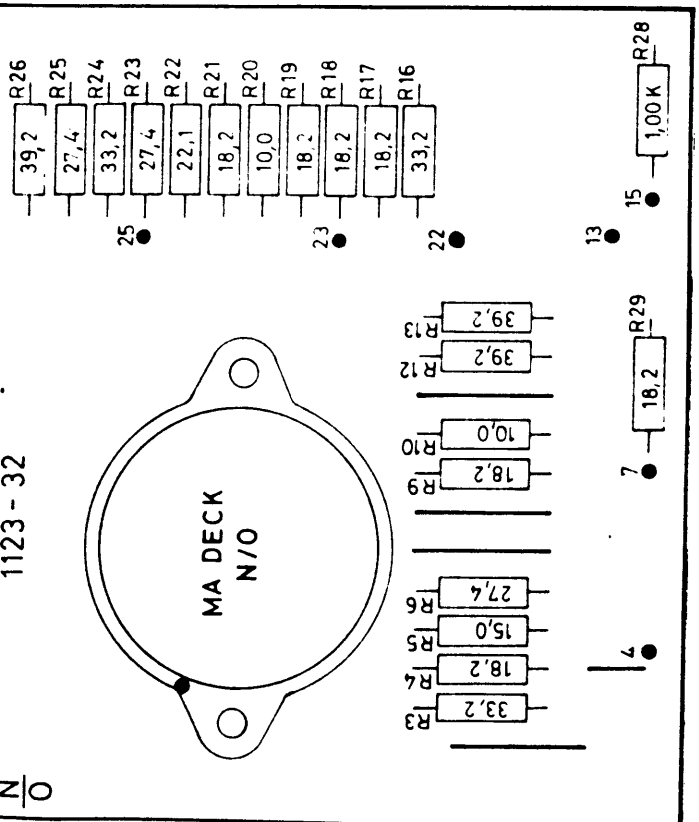 R26
R25
R24
R23
R22
R21
R20
R19
R18
R17
R16
R28
39,2
27,4
33,2
27,4
22,1
18,2
10,0
18,2
18,2
18,2
33,2
1,00 K
25
23
22
13
15
R13 39,2
R12 39,2
R29
18,2
R10 10,0
R9 18,2
7
1123-32
MA DECK
N/O
R6 27,4
R5 15,0
R4 18,2
R3 33,2
4
N
O